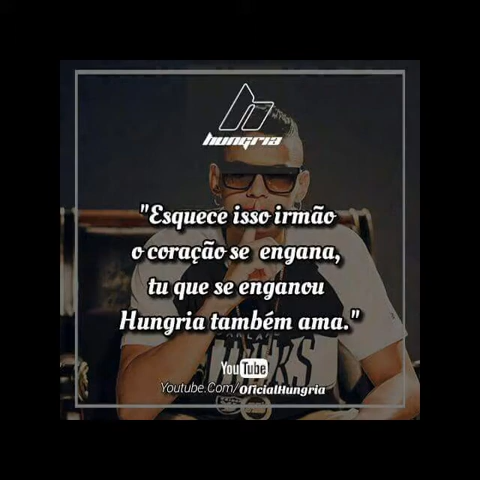 hungria
"Esquece isso irmão
o coração se engana,
tu que se enganou
Hungria também ama."
YouTube
Youtube.Com/OficialHungria